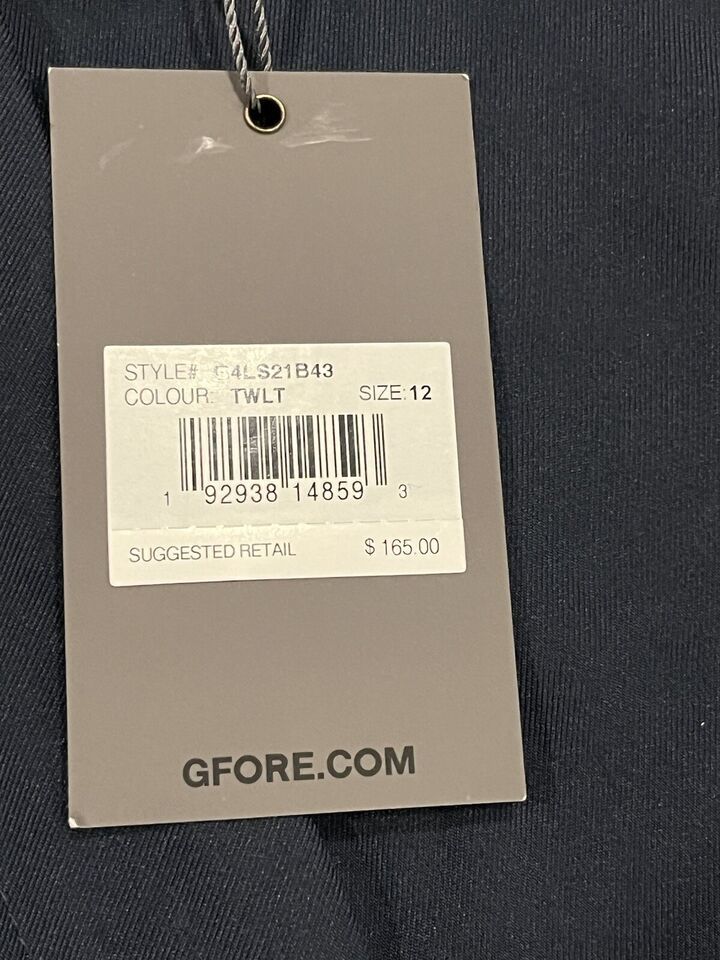 STYLE# G4LS21B43
COLOUR: TWLT SIZE:12
1 92938 14859 3
SUGGESTED RETAIL $165.00
GFORE.COM